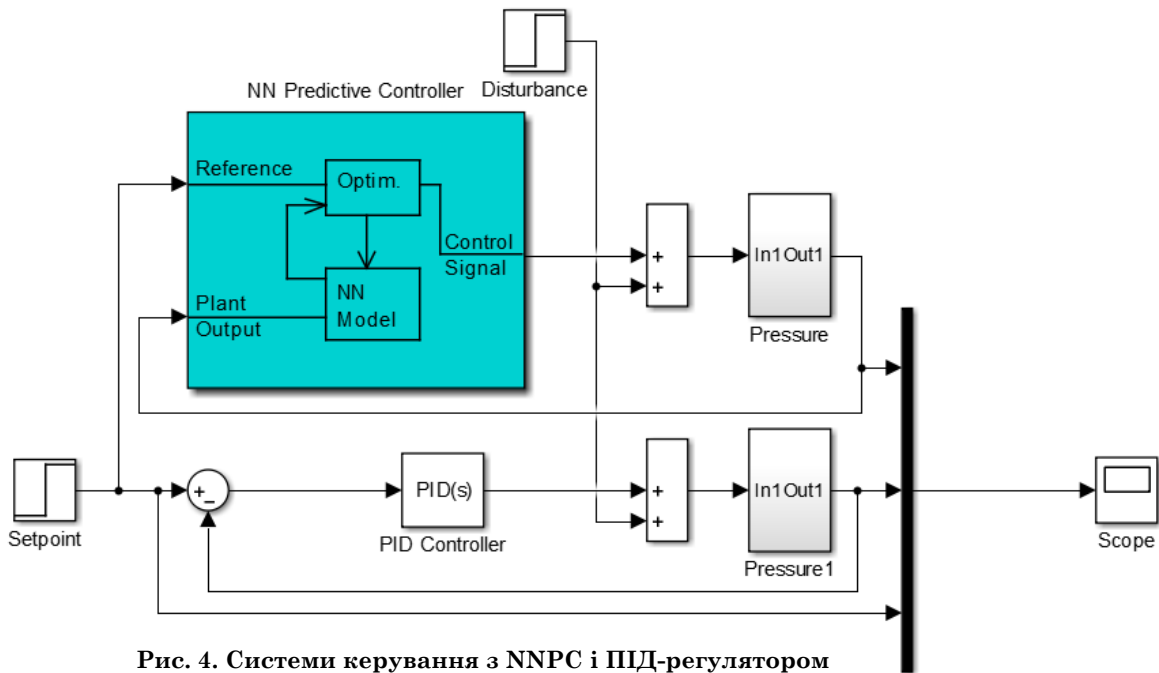 NN Predictive Controller
Disturbance
Reference
Optim.
Control
Signal
Plant
Output
NN
Model
+
+
In1Out1
Pressure
Setpoint
+
−
PID(s)
PID Controller
+
+
In1Out1
Pressure1
Scope
Рис. 4. Системи керування з NNPC і ПІД-регулятором